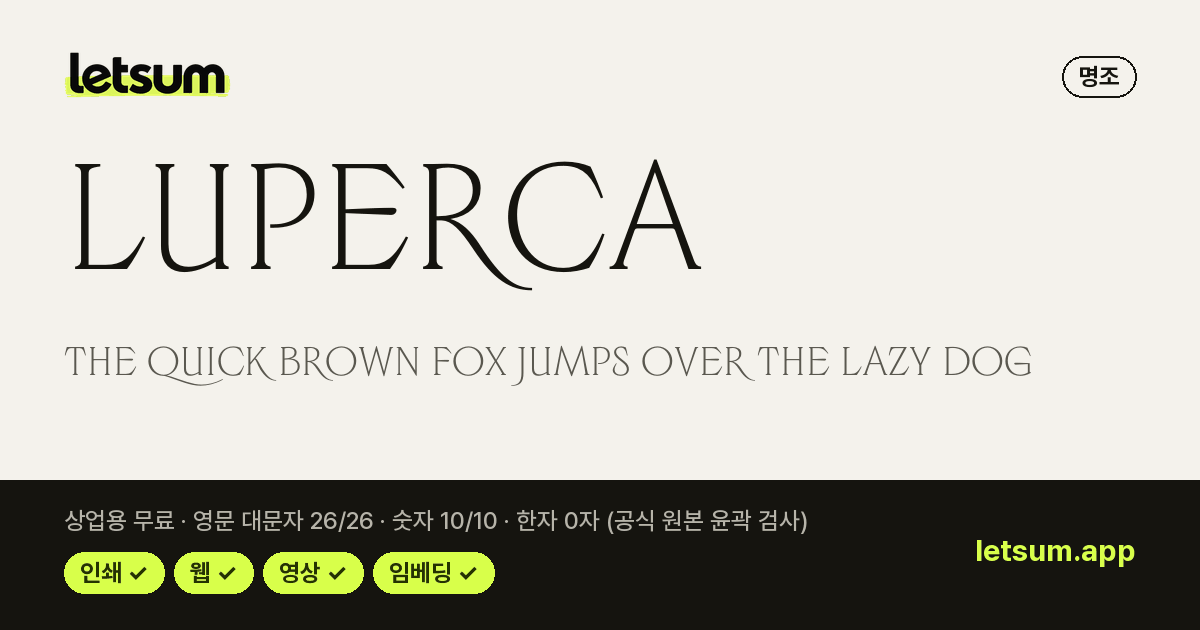 letsum
명조
LUPERCA
THE QUICK BROWN FOX JUMPS OVER THE LAZY DOG
상업용 무료 · 영문 대문자 26/26 · 숫자 10/10 · 한자 0자 (공식 원본 윤곽 검사)
인쇄 ✓ 웹 ✓ 영상 ✓ 임베딩 ✓
letsum.app